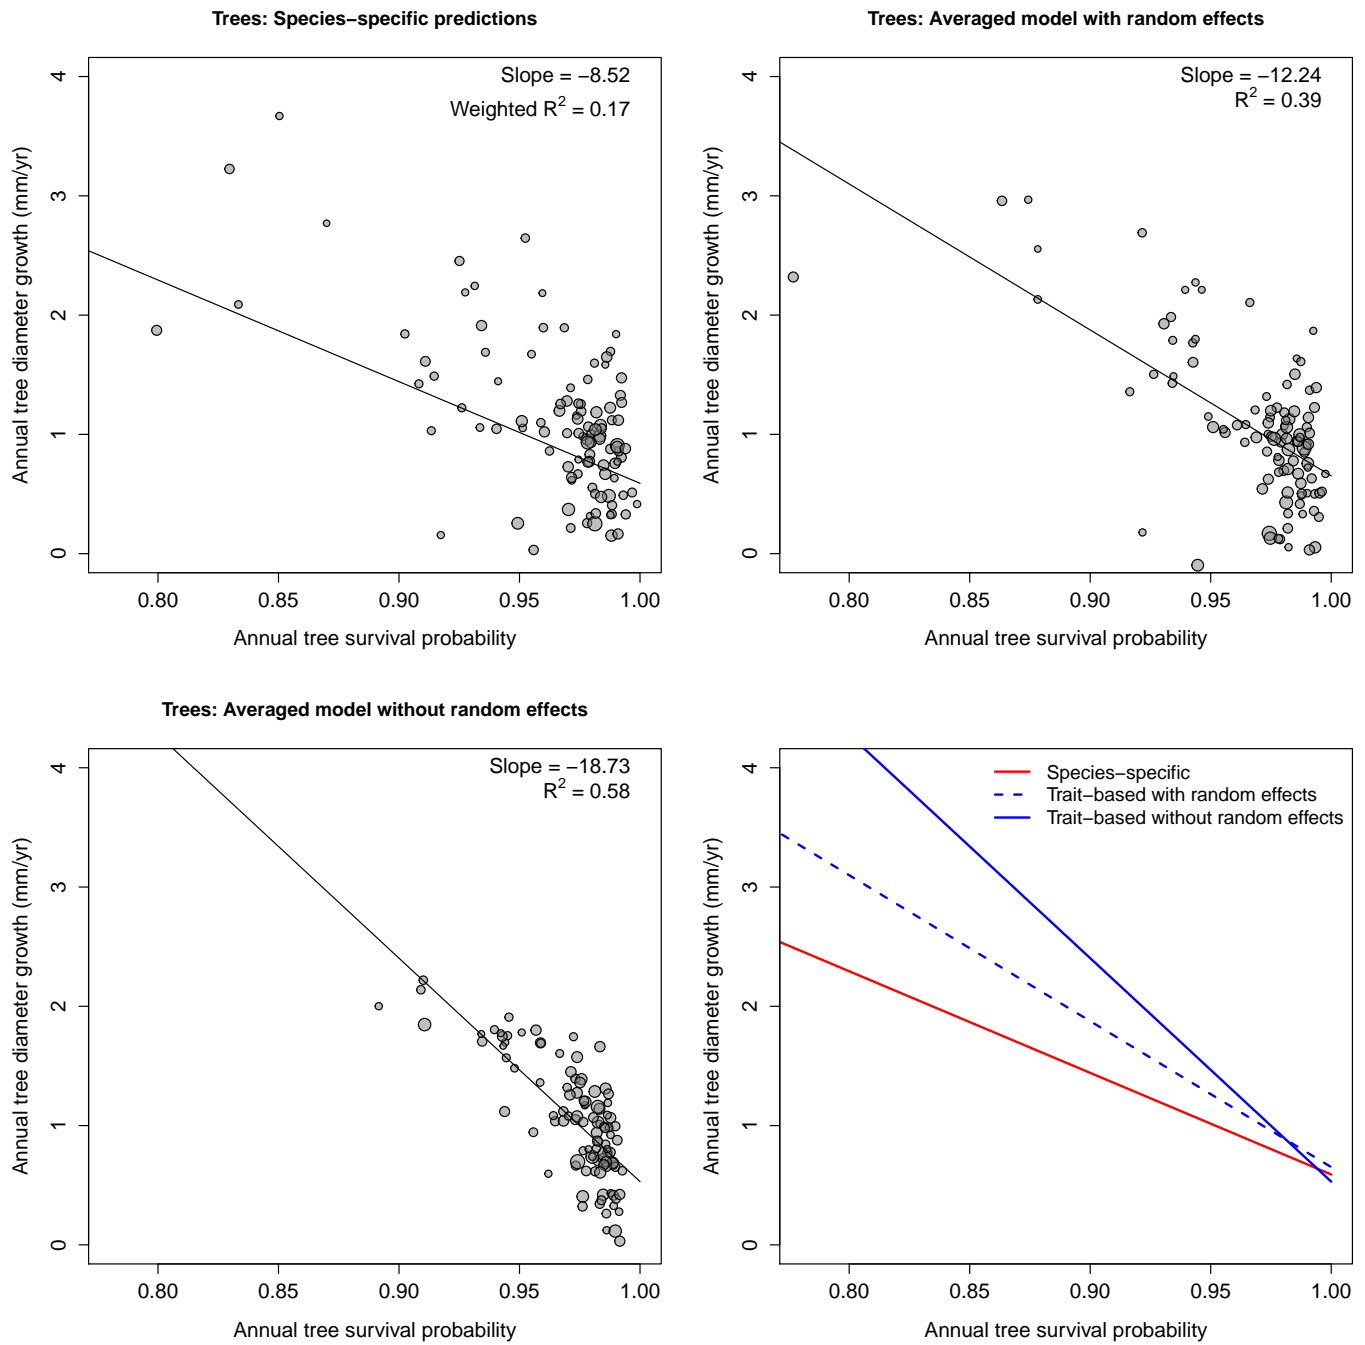 Trees: Species−specific predictions
Slope = −8.52
Weighted R² = 0.17
Annual tree diameter growth (mm/yr)
4
3
2
1
0
0.80 0.85 0.90 0.95 1.00
Annual tree survival probability
Trees: Averaged model with random effects
Slope = −12.24
R² = 0.39
Annual tree diameter growth (mm/yr)
4
3
2
1
0
0.80 0.85 0.90 0.95 1.00
Annual tree survival probability
Trees: Averaged model without random effects
Slope = −18.73
R² = 0.58
Annual tree diameter growth (mm/yr)
4
3
2
1
0
0.80 0.85 0.90 0.95 1.00
Annual tree survival probability
Species−specific
Trait−based with random effects
Trait−based without random effects
Annual tree diameter growth (mm/yr)
4
3
2
1
0
0.80 0.85 0.90 0.95 1.00
Annual tree survival probability